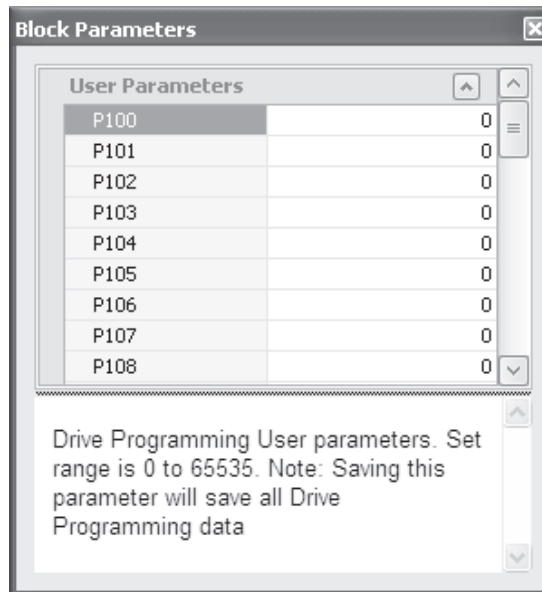 Block Parameters
User Parameters
P100 0
P101 0
P102 0
P103 0
P104 0
P105 0
P106 0
P107 0
P108 0
Drive Programming User parameters. Set
range is 0 to 65535. Note: Saving this
parameter will save all Drive
Programming data